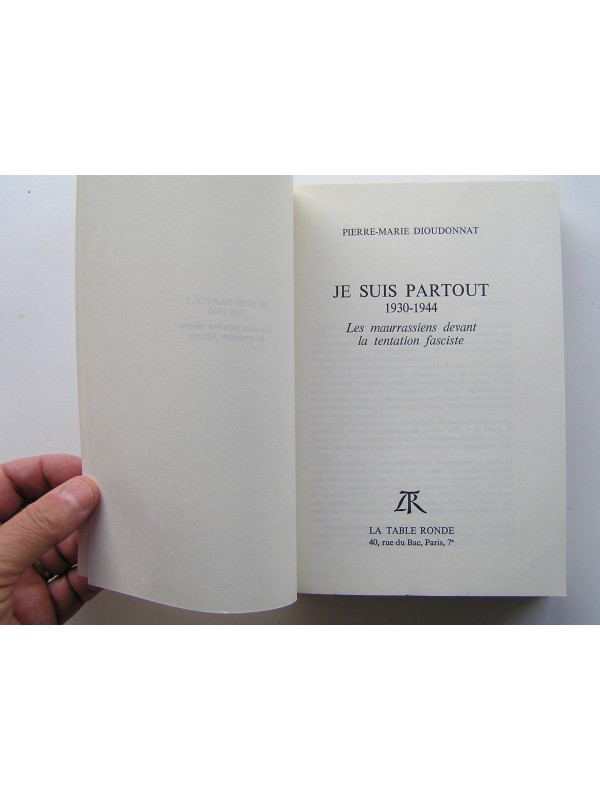 PIERRE-MARIE DIOUDONNAT
JE SUIS PARTOUT
1930-1944
Les maurrassiens devant
la tentation fasciste
LA TABLE RONDE
40, rue du Bac, Paris, 7e